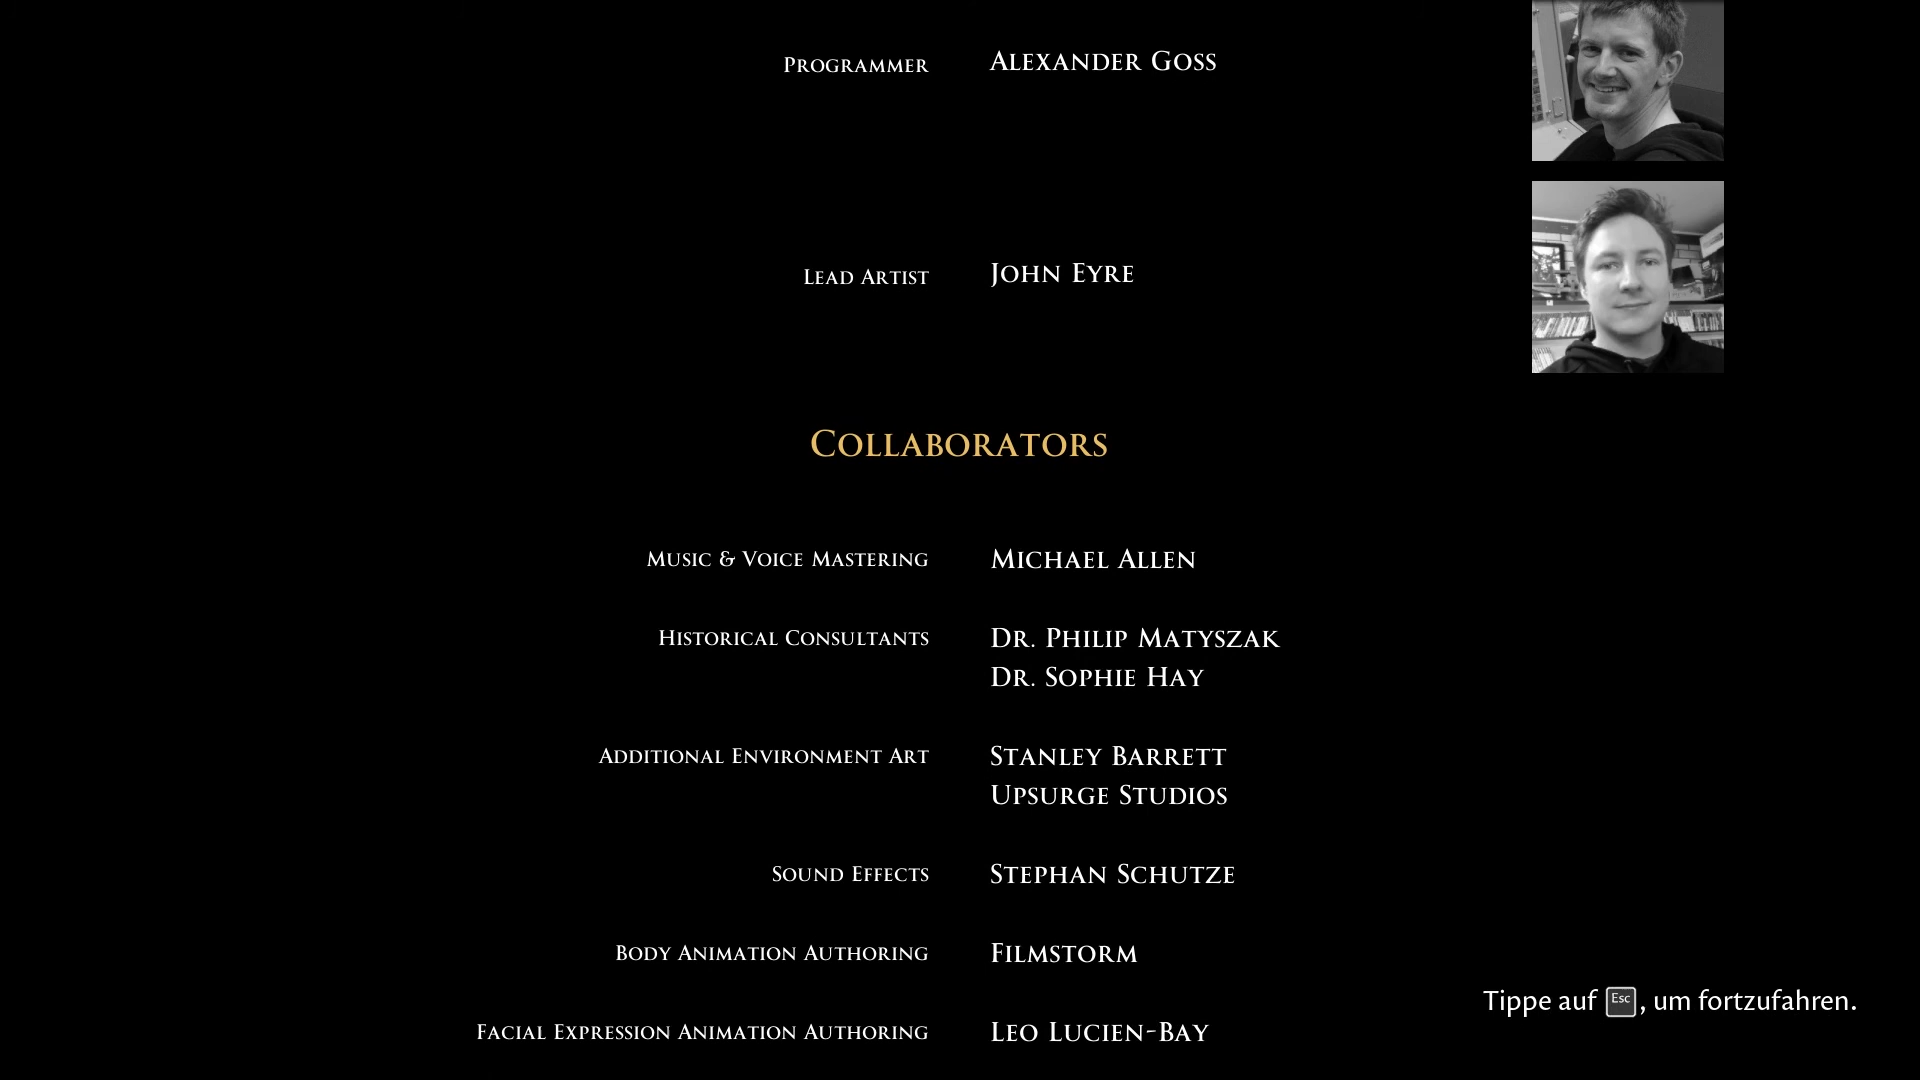 Programmer Alexander Goss
Lead Artist John Eyre
Collaborators
Music & Voice Mastering Michael Allen
Historical Consultants Dr. Philip Matyszak
Dr. Sophie Hay
Additional Environment Art Stanley Barrett
Upsurge Studios
Sound Effects Stephan Schutze
Body Animation Authoring Filmstorm
Tippe auf Esc, um fortzufahren.
Facial Expression Animation Authoring Leo Lucien-Bay